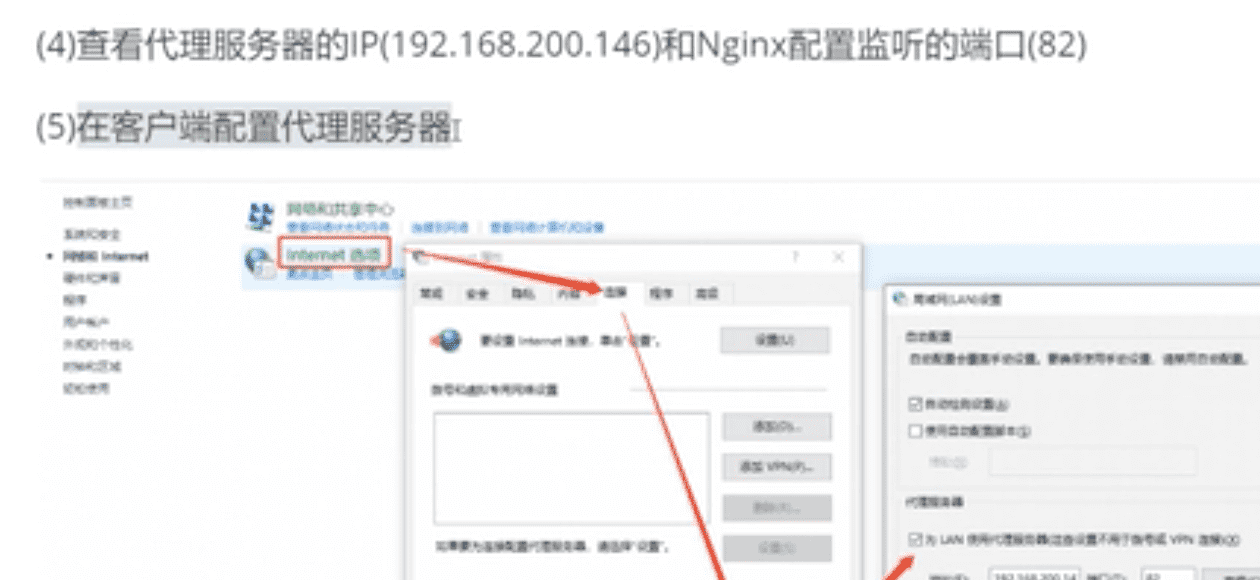 (4)查看代理服务器的IP(192.168.200.146)和Nginx配置监听的端口(82)
(5)在客户端配置代理服务器
控制面板主页
系统和安全
网络和 Internet
硬件和声音
程序
用户帐户
外观和个性化
时钟和区域
轻松使用
网络和共享中心
查看网络状态和任务
连接到网络
查看网络计算机和设备
Internet 选项
常规
安全
隐私
内容
连接
程序
高级
要设置 Internet 连接，单击"设置"。
设置(U)
拨号和虚拟专用网络设置
添加(D)...
添加 VPN(P)...
删除(R)...
设置(S)
如果要为连接配置代理服务器，请选择"设置"。
局域网(LAN)设置
自动配置
自动配置会覆盖手动设置。要确保使用手动设置，请禁用自动配置。
自动检测设置(A)
使用自动配置脚本(S)
地址(R)
代理服务器
为 LAN 使用代理服务器(这些设置不用于拨号或 VPN 连接)(X)
192.168.200.14
82